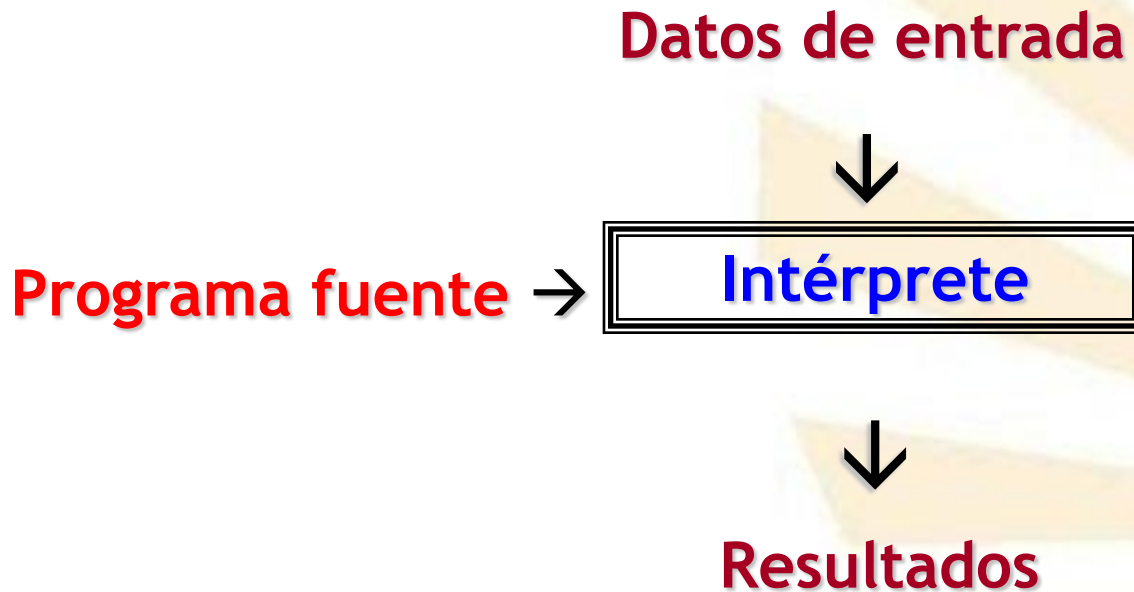 Datos de entrada
↓
Programa fuente → Intérprete
↓
Resultados